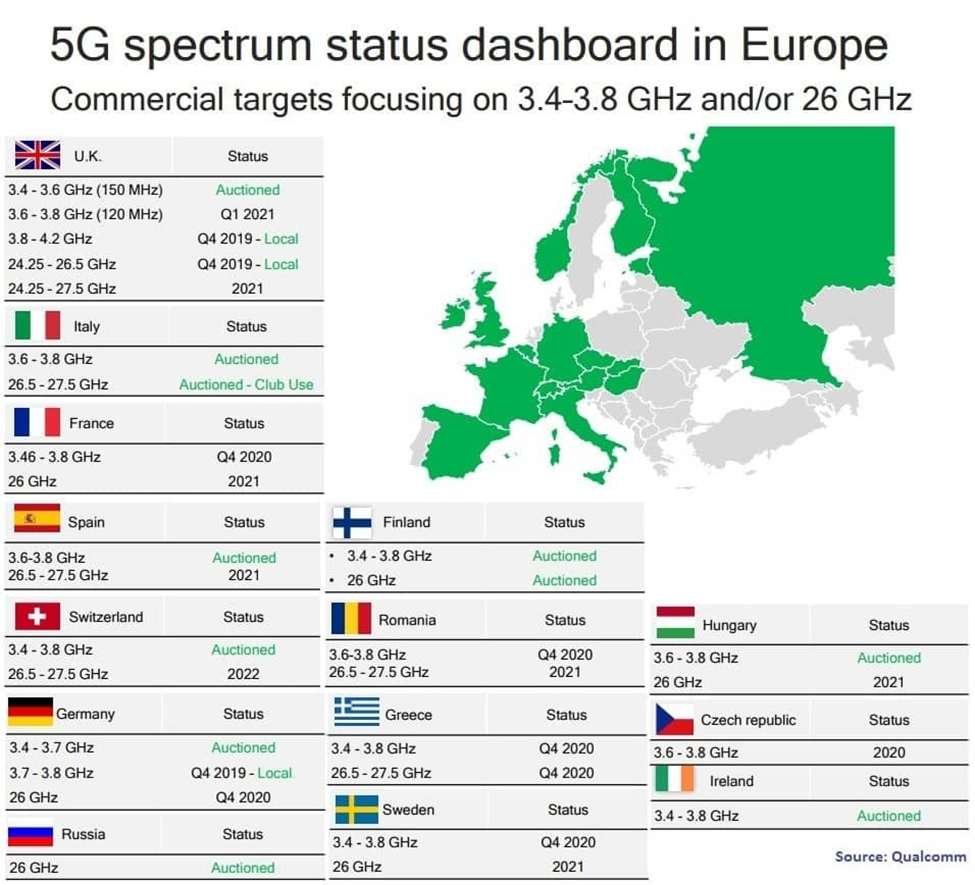 5G spectrum status dashboard in Europe
Commercial targets focusing on 3.4-3.8 GHz and/or 26 GHz
U.K. Status
3.4 - 3.6 GHz (150 MHz) Auctioned
3.6 - 3.8 GHz (120 MHz) Q1 2021
3.8 - 4.2 GHz Q4 2019 - Local
24.25 - 26.5 GHz Q4 2019 - Local
24.25 - 27.5 GHz 2021
Italy Status
3.6 - 3.8 GHz Auctioned
26.5 - 27.5 GHz Auctioned - Club Use
France Status
3.46 - 3.8 GHz Q4 2020
26 GHz 2021
Spain Status
3.6-3.8 GHz Auctioned
26.5 - 27.5 GHz 2021
Switzerland Status
3.4 - 3.8 GHz Auctioned
26.5 - 27.5 GHz 2022
Germany Status
3.4 - 3.7 GHz Auctioned
3.7 - 3.8 GHz Q4 2019 - Local
26 GHz Q4 2020
Russia Status
26 GHz Auctioned
Finland Status
• 3.4 - 3.8 GHz Auctioned
• 26 GHz Auctioned
Romania Status
3.6-3.8 GHz Q4 2020
26.5 - 27.5 GHz 2021
Greece Status
3.4 - 3.8 GHz Q4 2020
26.5 - 27.5 GHz Q4 2020
Sweden Status
3.4 - 3.8 GHz Q4 2020
26 GHz 2021
Hungary Status
3.6 - 3.8 GHz Auctioned
26 GHz 2021
Czech republic Status
3.6 - 3.8 GHz 2020
Ireland Status
3.4 - 3.8 GHz Auctioned
Source: Qualcomm